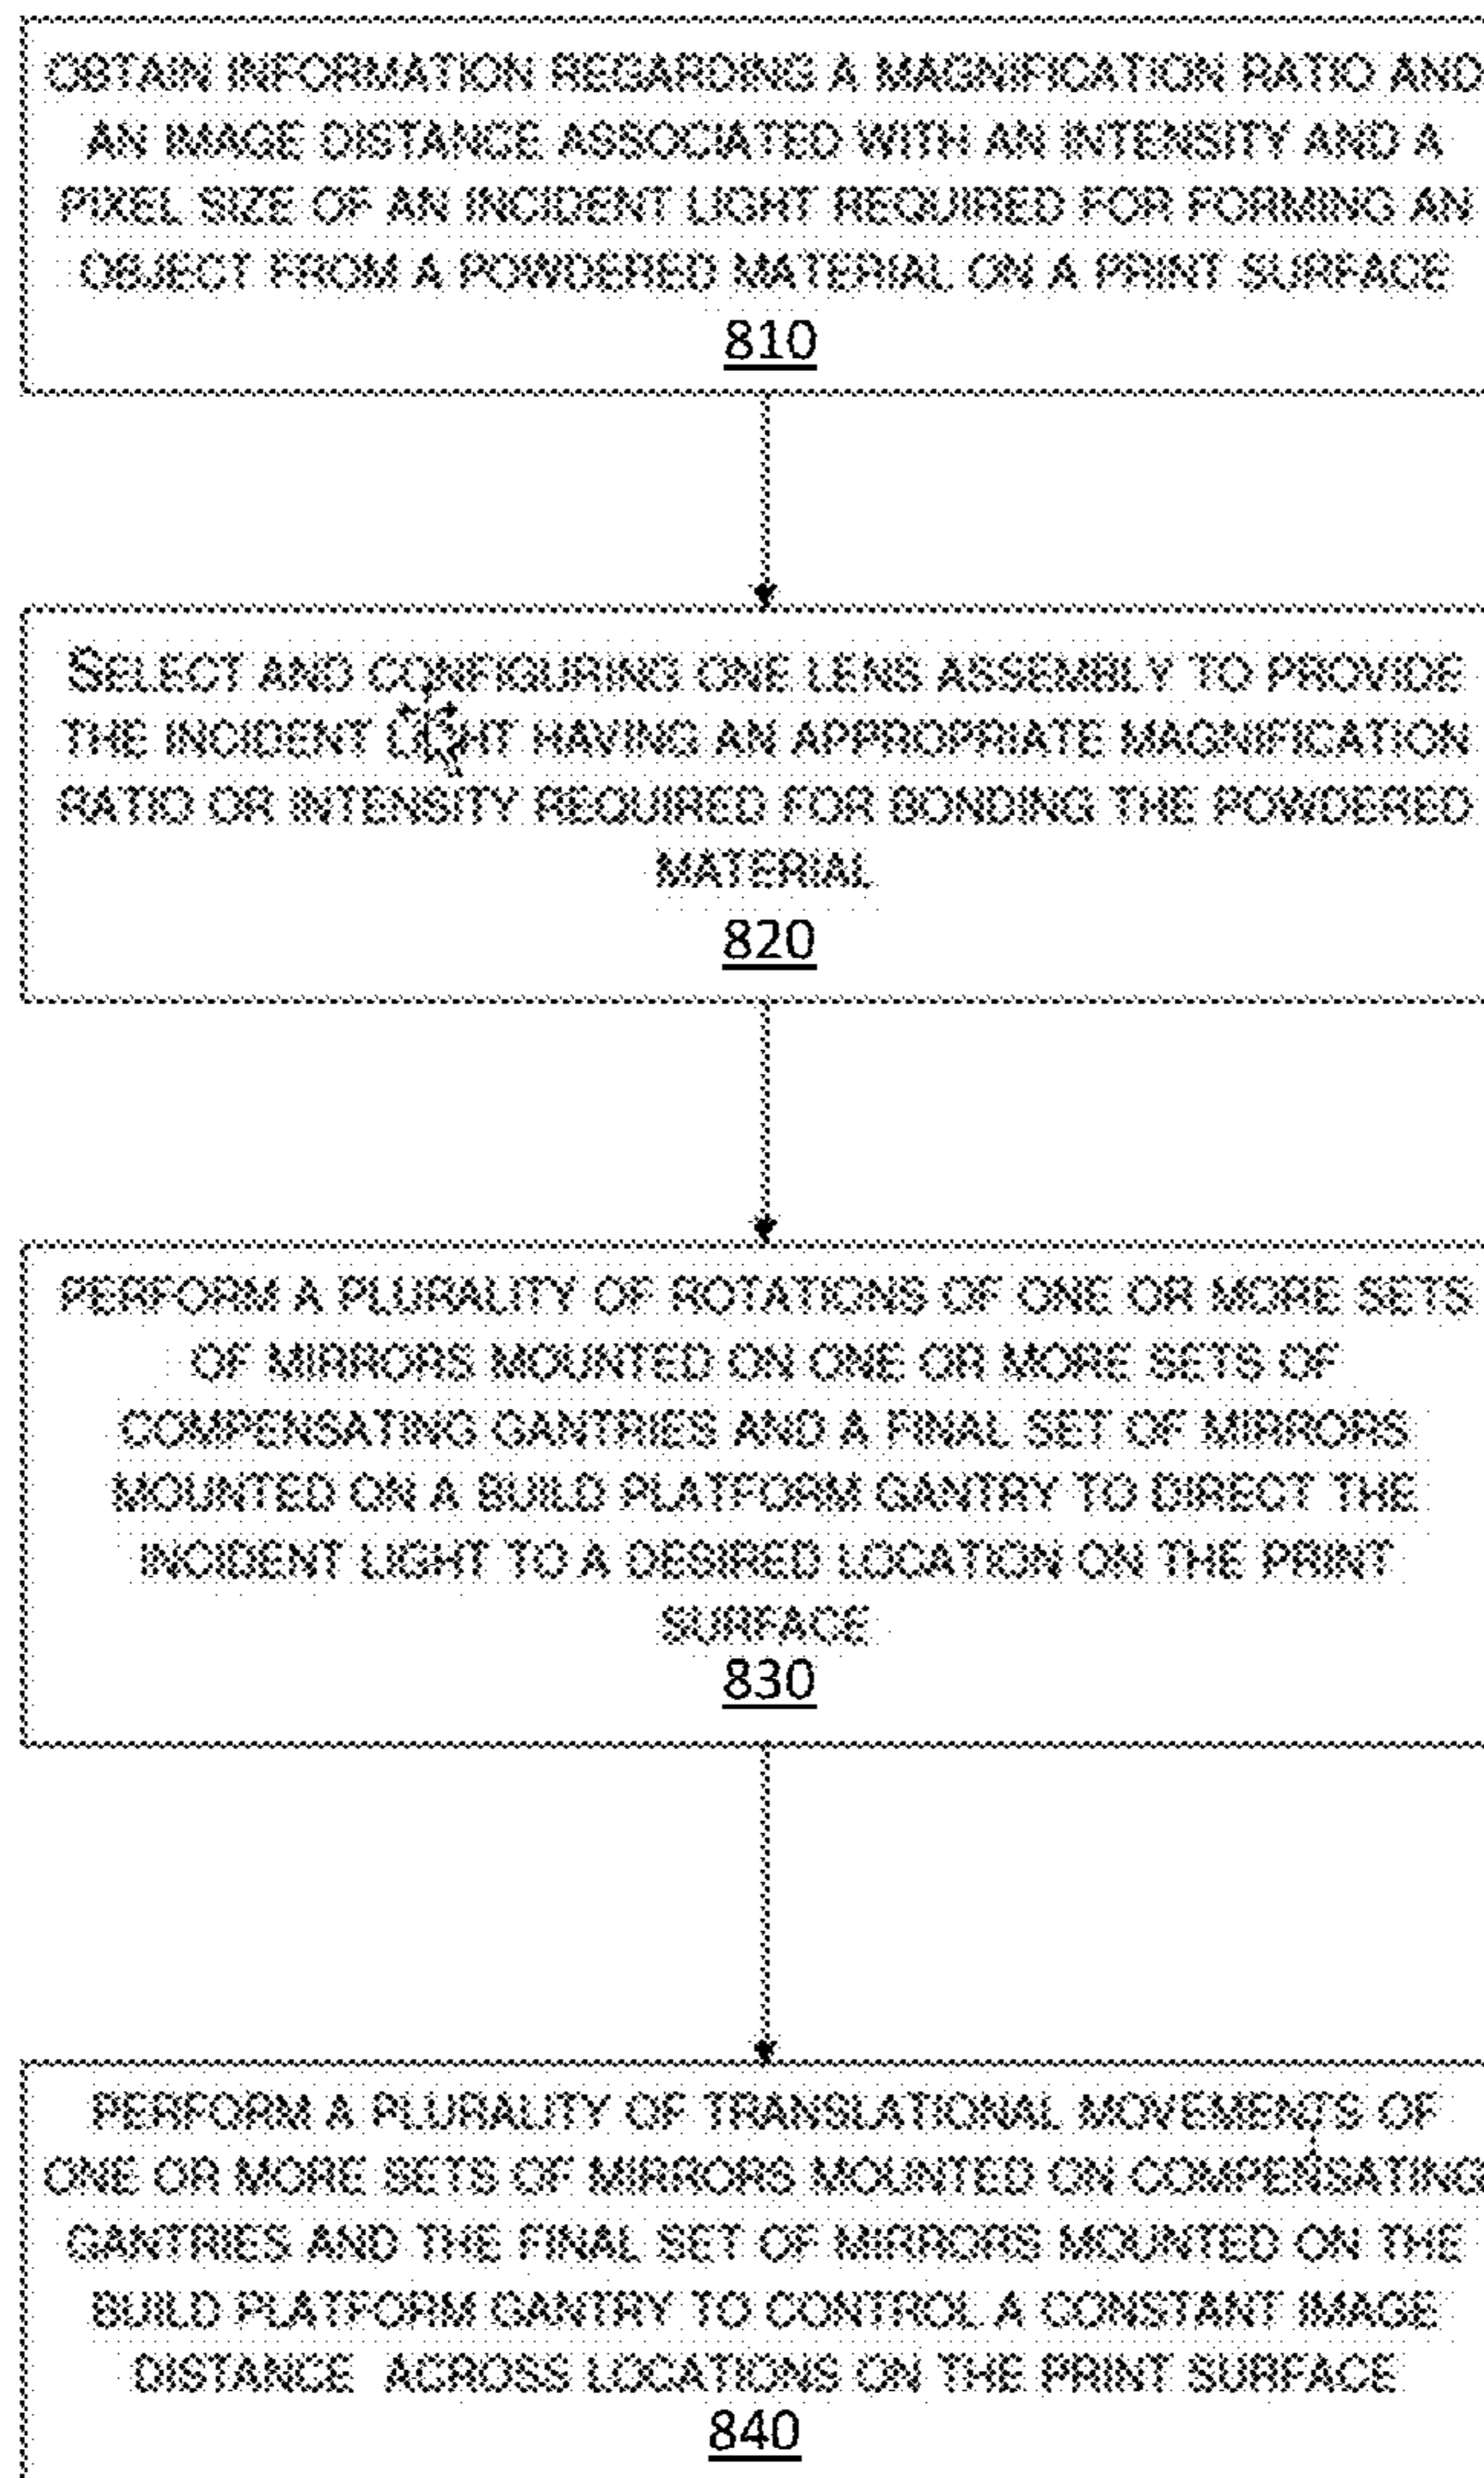 OBTAIN INFORMATION REGARDING A MAGNIFICATION RATIO AND
AN IMAGE DISTANCE ASSOCIATED WITH AN INTENSITY AND A
PIXEL SIZE OF AN INCIDENT LIGHT REQUIRED FOR FORMING AN
OBJECT FROM A POWDERED MATERIAL ON A PRINT SURFACE
810
SELECT AND CONFIGURING ONE LENS ASSEMBLY TO PROVIDE
THE INCIDENT LIGHT HAVING AN APPROPRIATE MAGNIFICATION
RATIO OR INTENSITY REQUIRED FOR BONDING THE POWDERED
MATERIAL
820
PERFORM A PLURALITY OF ROTATIONS OF ONE OR MORE SETS
OF MIRRORS MOUNTED ON ONE OR MORE SETS OF
COMPENSATING GANTRIES AND A FINAL SET OF MIRRORS
MOUNTED ON A BUILD PLATFORM GANTRY TO DIRECT THE
INCIDENT LIGHT TO A DESIRED LOCATION ON THE PRINT
SURFACE
830
PERFORM A PLURALITY OF TRANSLATIONAL MOVEMENTS OF
ONE OR MORE SETS OF MIRRORS MOUNTED ON COMPENSATING
GANTRIES AND THE FINAL SET OF MIRRORS MOUNTED ON THE
BUILD PLATFORM GANTRY TO CONTROL A CONSTANT IMAGE
DISTANCE ACROSS LOCATIONS ON THE PRINT SURFACE
840